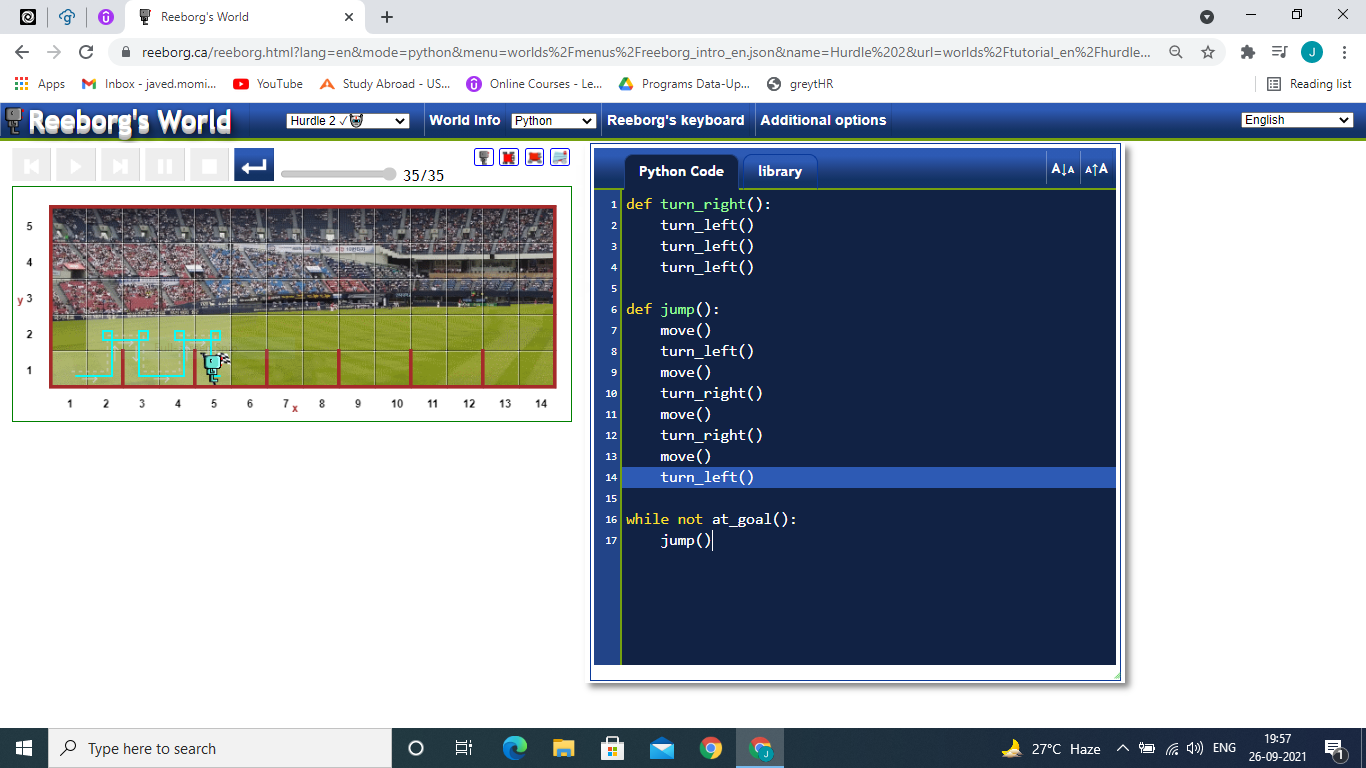 Reeborg's World
reeborg.ca/reeborg.html?lang=en&mode=python&menu=worlds%2Fmenus%2Freeborg_intro_en.json&name=Hurdle%202&url=worlds%2Ftutorial_en%2Fhurdle...
J
Apps
Inbox - javed.momi...
YouTube
Study Abroad - US...
Online Courses - Le...
Programs Data-Up...
greytHR
Reading list
Reeborg's World
Hurdle 2 ✓
World Info
Python
Reeborg's keyboard
Additional options
English
35/35
5
4
y 3
2
1
1 2 3 4 5 6 7 x 8 9 10 11 12 13 14
Python Code
library
A↓A A↑A
1 def turn_right():
2 turn_left()
3 turn_left()
4 turn_left()
5
6 def jump():
7 move()
8 turn_left()
9 move()
10 turn_right()
11 move()
12 turn_right()
13 move()
14 turn_left()
15
16 while not at_goal():
17 jump()
Type here to search
J
27°C Haze
ENG
19:57
26-09-2021
1